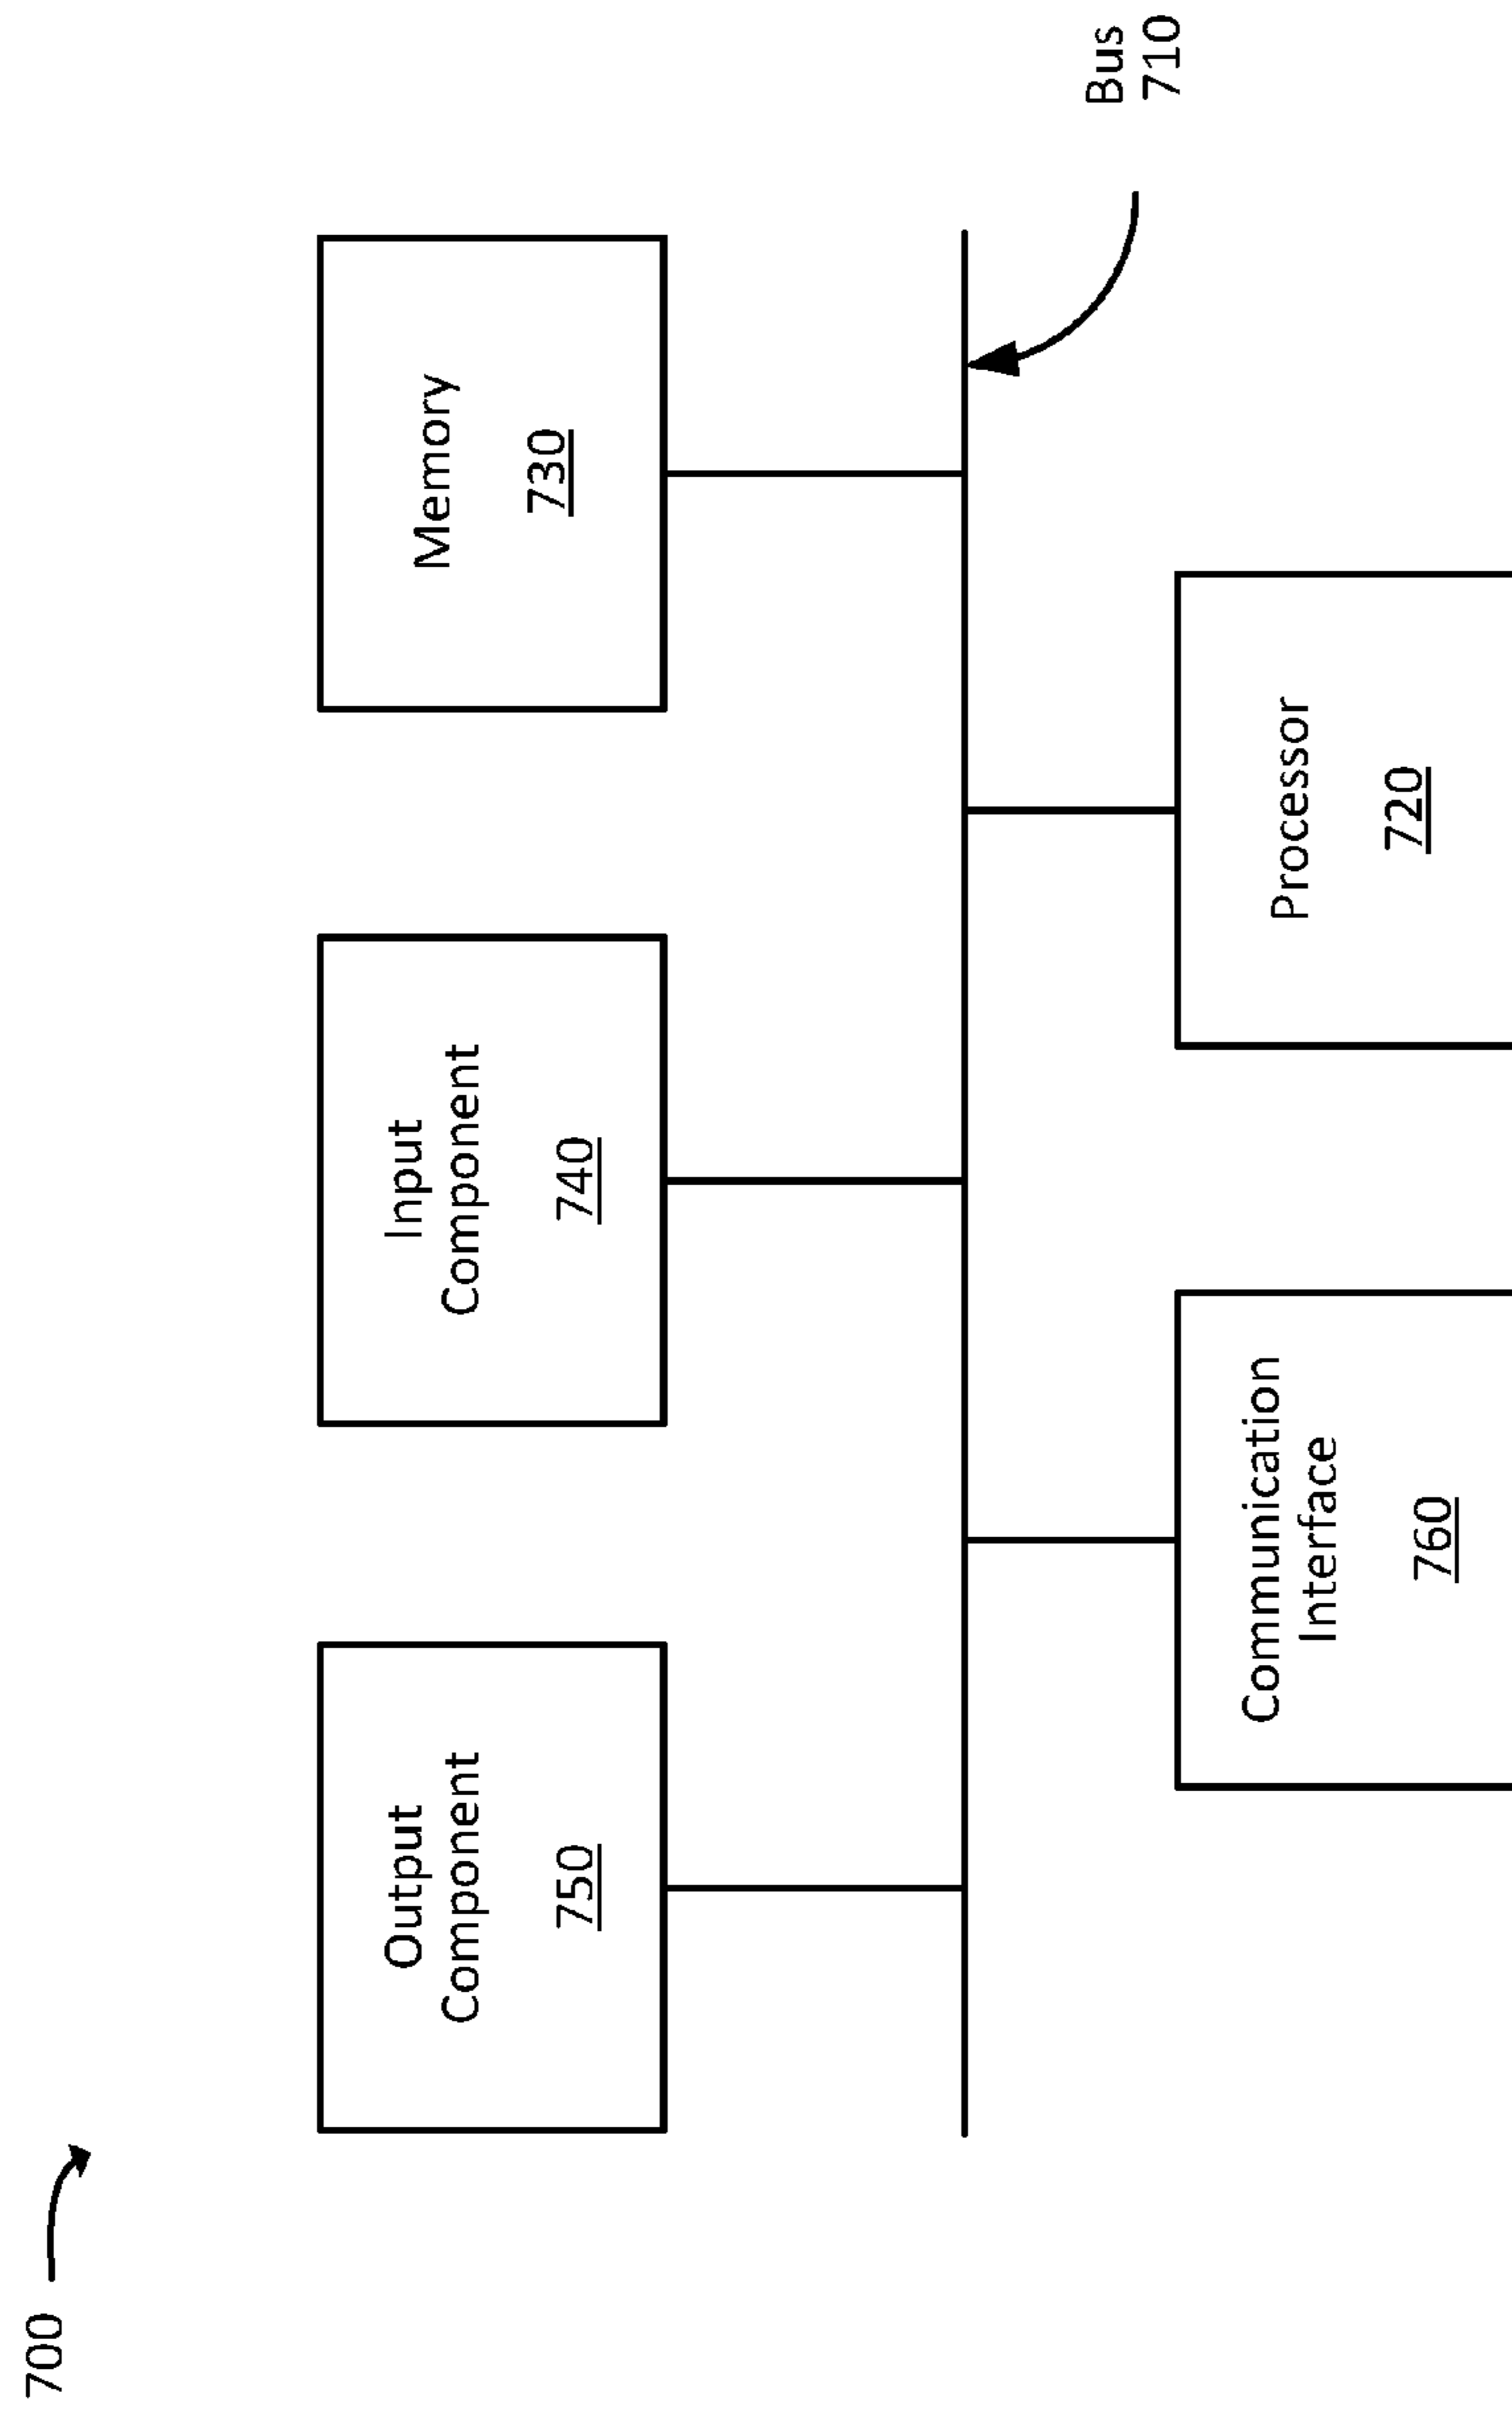 700
Output
Component
750
Input
Component
740
Memory
730
Communication
Interface
760
Processor
720
Bus
710